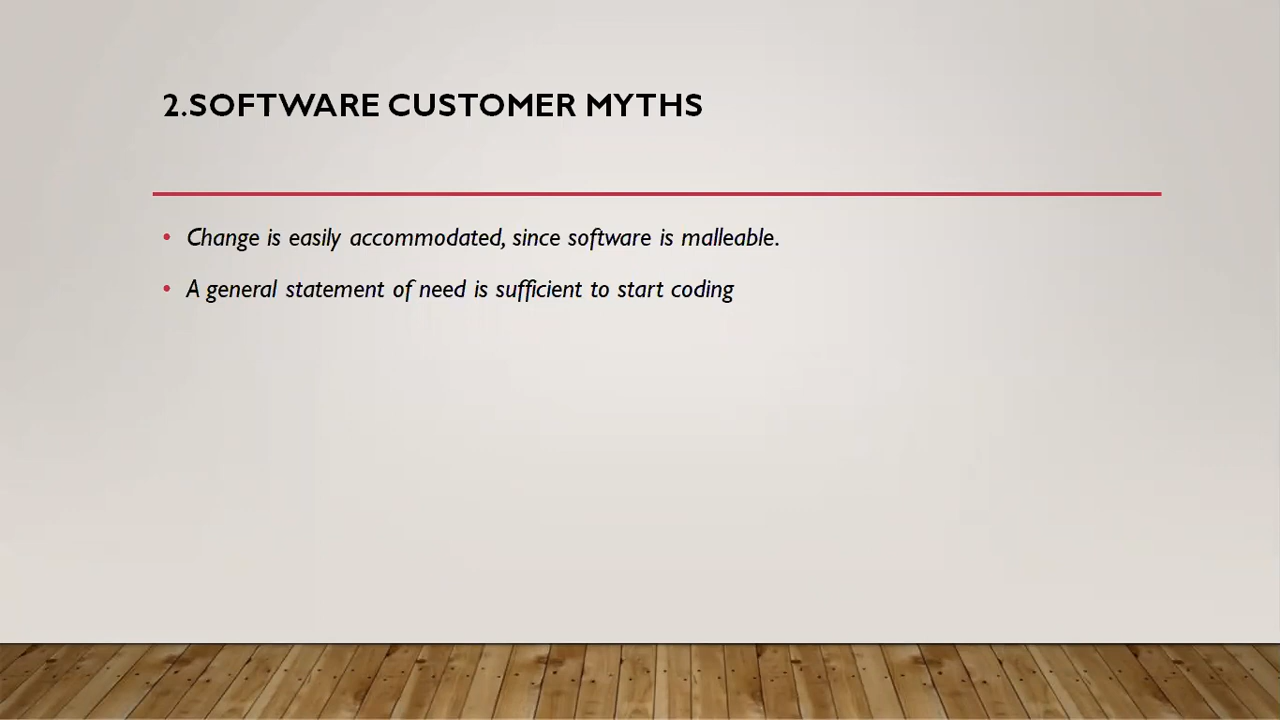 2.SOFTWARE CUSTOMER MYTHS
• Change is easily accommodated, since software is malleable.
• A general statement of need is sufficient to start coding